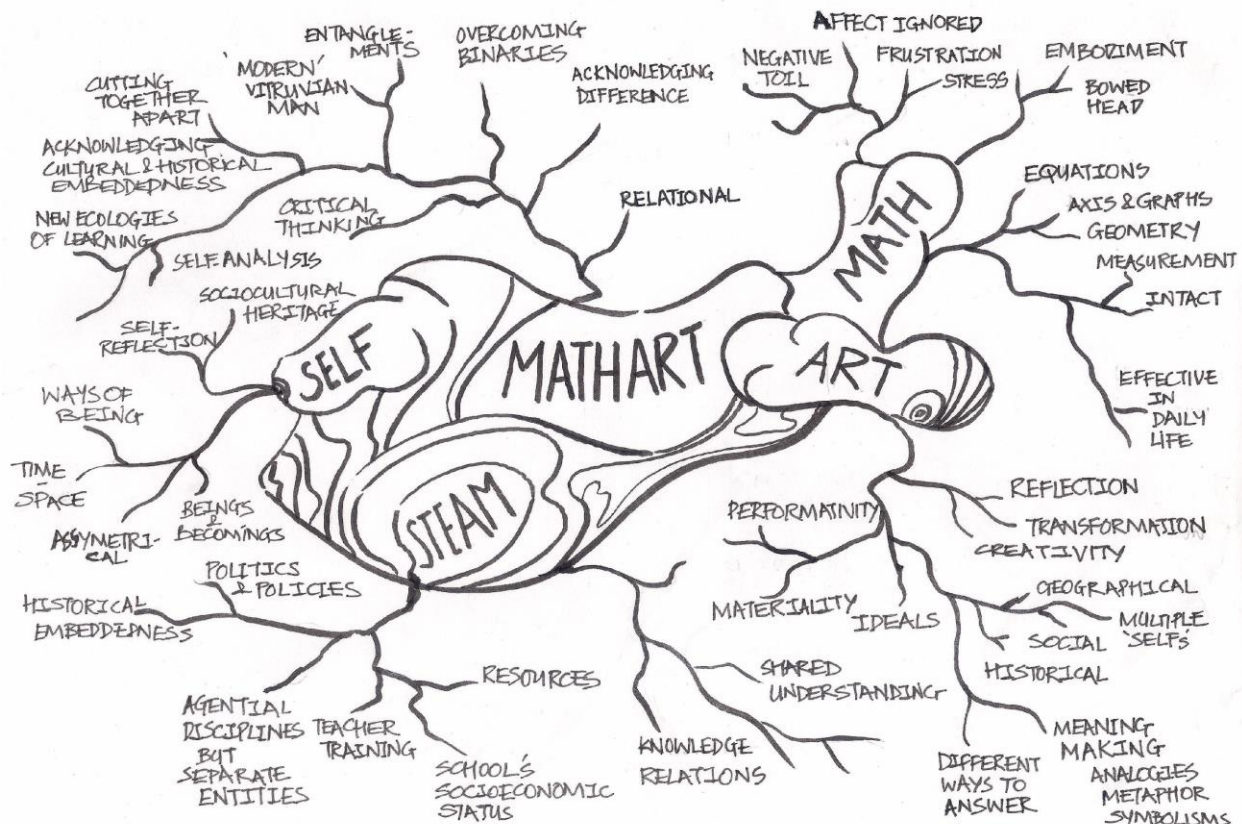 ENTANGLE-
MENTS
'MODERN'
VITRUVIAN
MAN
CUTTING
TOGETHER
APART
ACKNOWLEDGING
CULTURAL & HISTORICAL
EMBEDDEDNESS
NEW ECOLOGIES
OF LEARNING
SELF ANALYSIS
OVERCOMING
BINARIES
ACKNOWLEDGING
DIFFERENCE
CRITICAL
THINKING
RELATIONAL
AFFECT IGNORED
NEGATIVE
TOIL
FRUSTRATION
STRESS
EMBODIMENT
BOWED
HEAD
MATH
EQUATIONS
AXIS & GRAPHS
GEOMETRY
MEASUREMENT
INTACT
EFFECTIVE
IN
DAILY
LIFE
SOCIOCULTURAL
HERITAGE
SELF-
REFLECTION
SELF
WAYS OF
BEING
TIME
-
SPACE
ASSYMETRI-
CAL
BEINGS
&
BECOMINGS
MATHART
ART
STEAM
REFLECTION
TRANSFORMATION
CREATIVITY
PERFORMATIVITY
MATERIALITY
IDEALS
GEOGRAPHICAL
MULTIPLE
'SELFS'
SOCIAL
HISTORICAL
MEANING
MAKING
ANALOGIES
METAPHOR
SYMBOLISMS
DIFFERENT
WAYS TO
ANSWER
POLITICS
& POLICIES
HISTORICAL
EMBEDDEDNESS
AGENTIAL
DISCIPLINES
BUT
SEPARATE
ENTITIES
TEACHER
TRAINING
RESOURCES
SCHOOL'S
SOCIOECONOMIC
STATUS
SHARED
UNDERSTANDING
KNOWLEDGE
RELATIONS